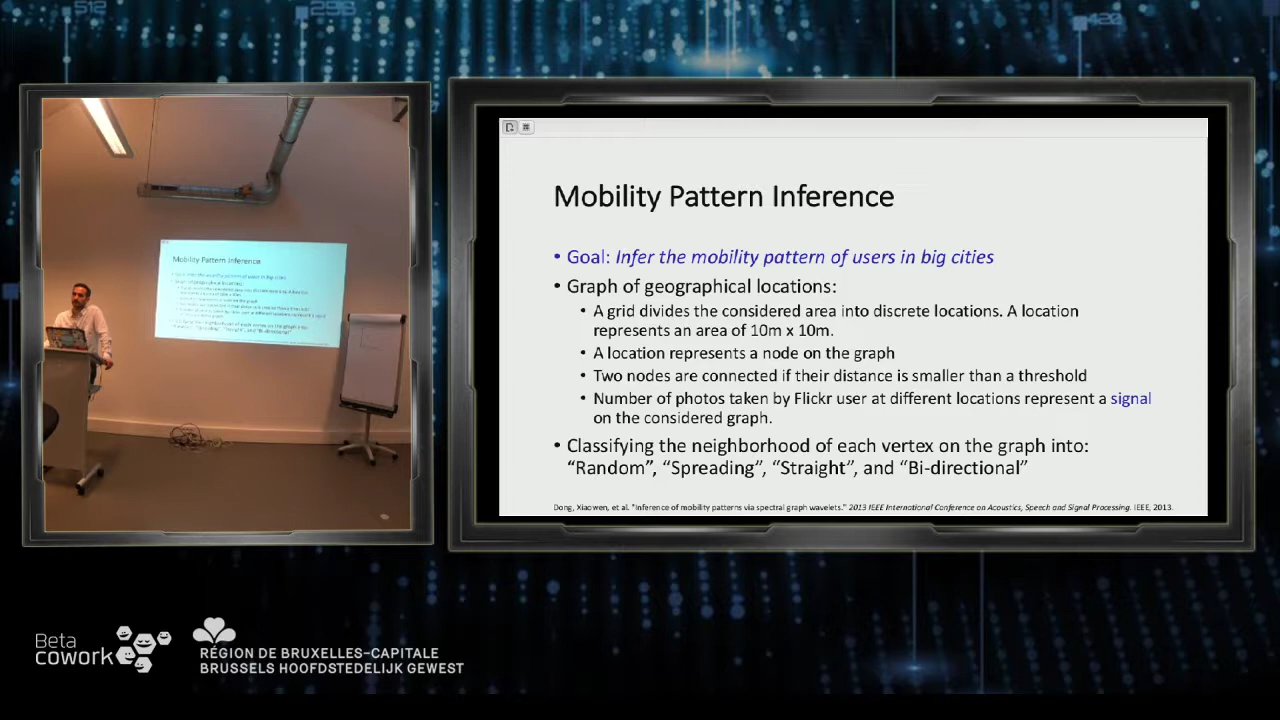 512
256
420
Mobility Pattern Inference
Mobility Pattern Inference
• Goal: Infer the mobility pattern of users in big cities
• Graph of geographical locations:
• A grid divides the considered area into discrete locations. A location
represents an area of 10m x 10m.
• A location represents a node on the graph
• Two nodes are connected if their distance is smaller than a threshold
• Number of photos taken by Flickr user at different locations represent a signal
on the considered graph.
• Classifying the neighborhood of each vertex on the graph into:
“Random”, “Spreading”, “Straight”, and “Bi-directional”
Dong, Xiaowen, et al. "Inference of mobility patterns via spectral graph wavelets." 2013 IEEE International Conference on Acoustics, Speech and Signal Processing. IEEE, 2013.
Beta
cowork
RÉGION DE BRUXELLES-CAPITALE
BRUSSELS HOOFDSTEDELIJK GEWEST